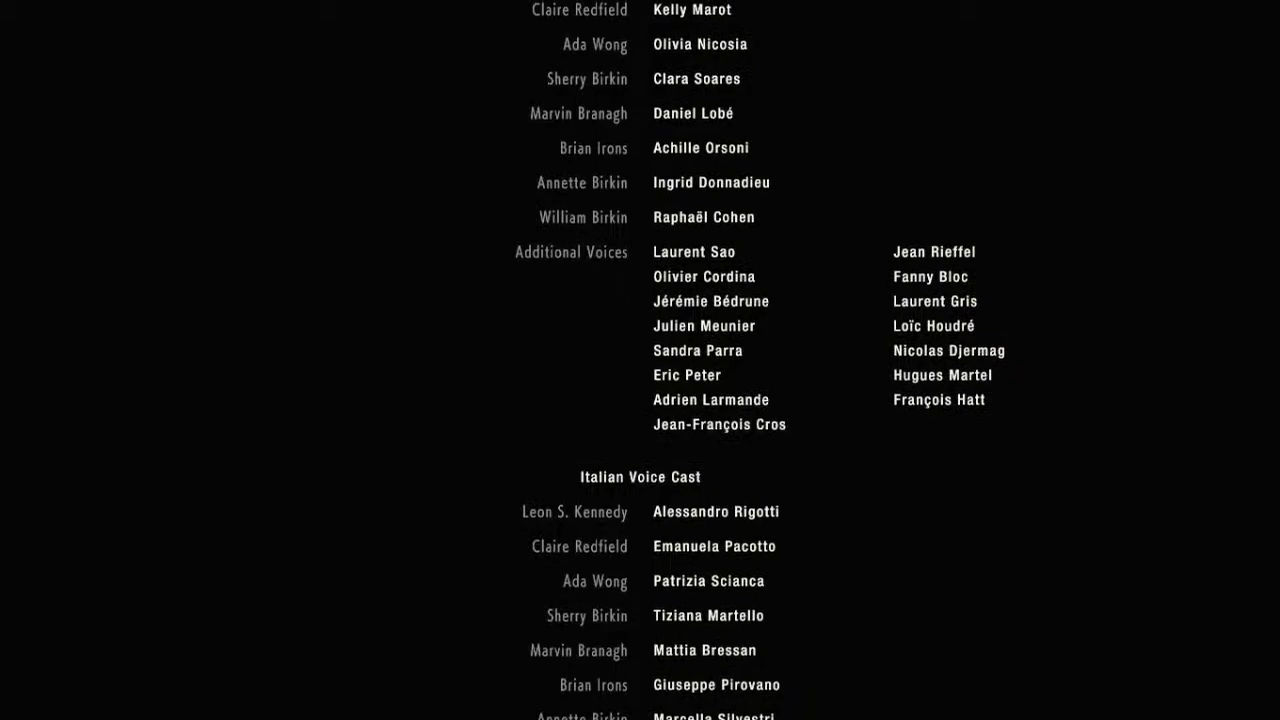 Claire Redfield Kelly Marot
Ada Wong Olivia Nicosia
Sherry Birkin Clara Soares
Marvin Branagh Daniel Lobé
Brian Irons Achille Orsoni
Annette Birkin Ingrid Donnadieu
William Birkin Raphaël Cohen
Additional Voices Laurent Sao Jean Rieffel
Olivier Cordina Fanny Bloc
Jérémie Bédrune Laurent Gris
Julien Meunier Loïc Houdré
Sandra Parra Nicolas Djermag
Eric Peter Hugues Martel
Adrien Larmande François Hatt
Jean-François Cros
Italian Voice Cast
Leon S. Kennedy Alessandro Rigotti
Claire Redfield Emanuela Pacotto
Ada Wong Patrizia Scianca
Sherry Birkin Tiziana Martello
Marvin Branagh Mattia Bressan
Brian Irons Giuseppe Pirovano
Annette Birkin Marcella Silvestri